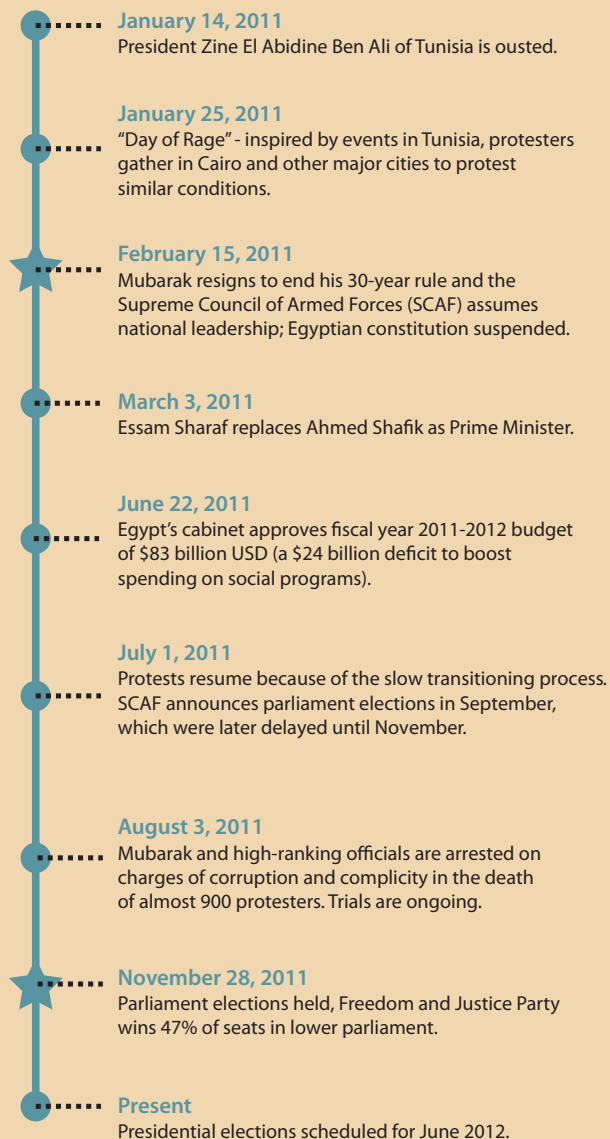 January 14, 2011
President Zine El Abidine Ben Ali of Tunisia is ousted.
January 25, 2011
“Day of Rage” - inspired by events in Tunisia, protesters
gather in Cairo and other major cities to protest
similar conditions.
February 15, 2011
Mubarak resigns to end his 30-year rule and the
Supreme Council of Armed Forces (SCAF) assumes
national leadership; Egyptian constitution suspended.
March 3, 2011
Essam Sharaf replaces Ahmed Shafik as Prime Minister.
June 22, 2011
Egypt’s cabinet approves fiscal year 2011-2012 budget
of $83 billion USD (a $24 billion deficit to boost
spending on social programs).
July 1, 2011
Protests resume because of the slow transitioning process.
SCAF announces parliament elections in September,
which were later delayed until November.
August 3, 2011
Mubarak and high-ranking officials are arrested on
charges of corruption and complicity in the death
of almost 900 protesters. Trials are ongoing.
November 28, 2011
Parliament elections held, Freedom and Justice Party
wins 47% of seats in lower parliament.
Present
Presidential elections scheduled for June 2012.